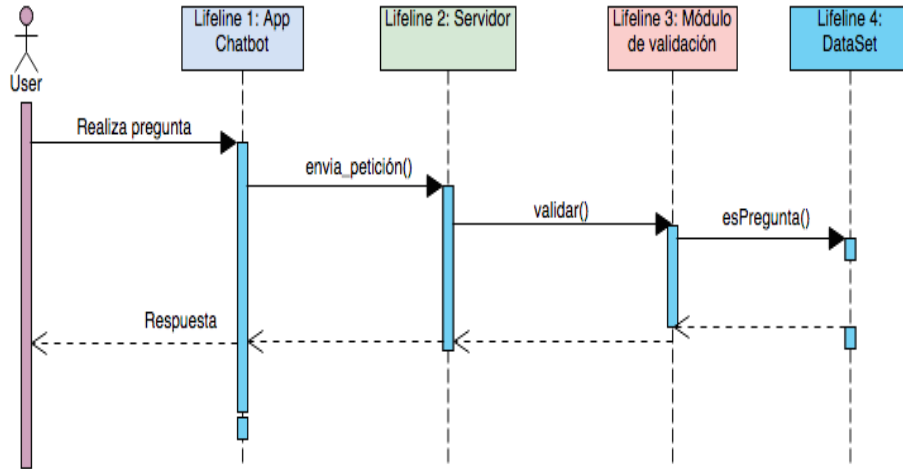 Lifeline 1: App
Chatbot
Lifeline 2: Servidor
Lifeline 3: Módulo
de validación
Lifeline 4:
DataSet
User
Realiza pregunta
envia_petición()
validar()
esPregunta()
Respuesta